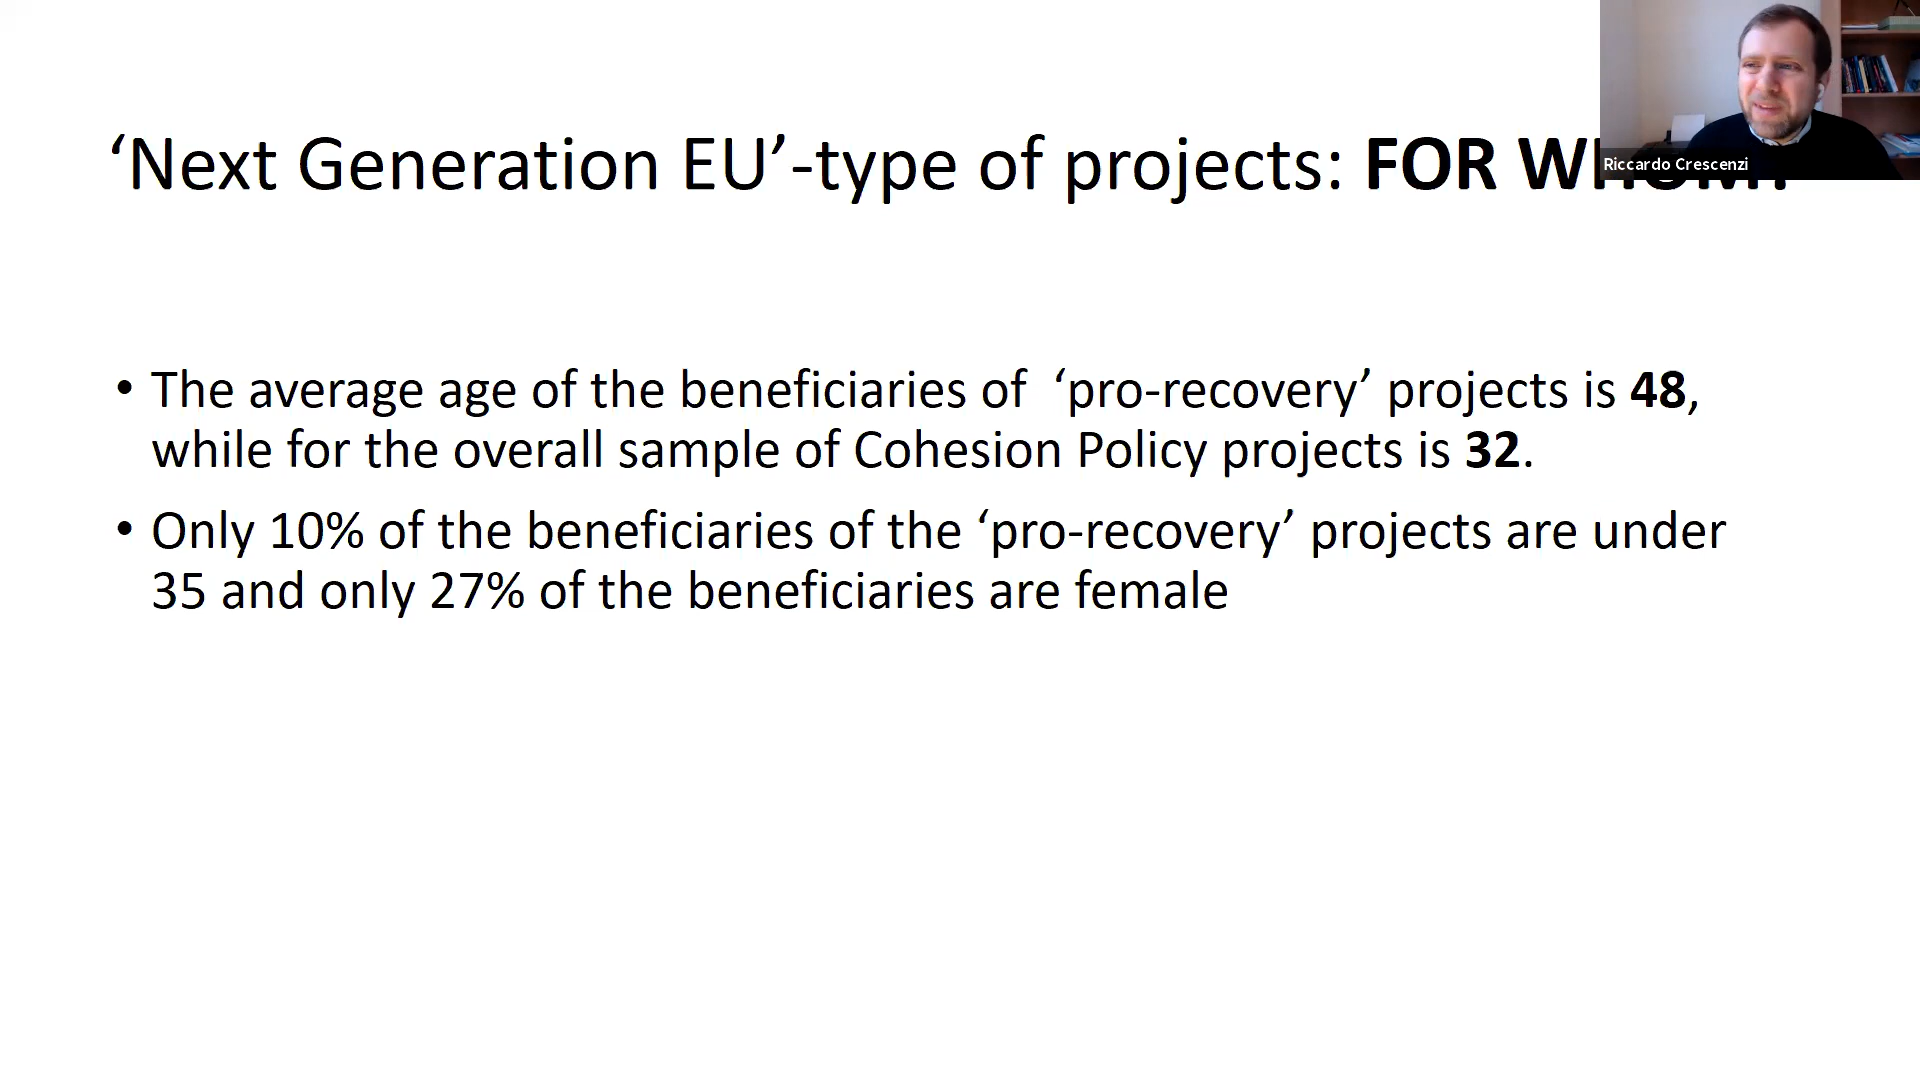 ‘Next Generation EU’-type of projects: FOR WHOM?
Riccardo Crescenzi
• The average age of the beneficiaries of  ‘pro-recovery’ projects is 48,
while for the overall sample of Cohesion Policy projects is 32.
• Only 10% of the beneficiaries of the ‘pro-recovery’ projects are under
35 and only 27% of the beneficiaries are female